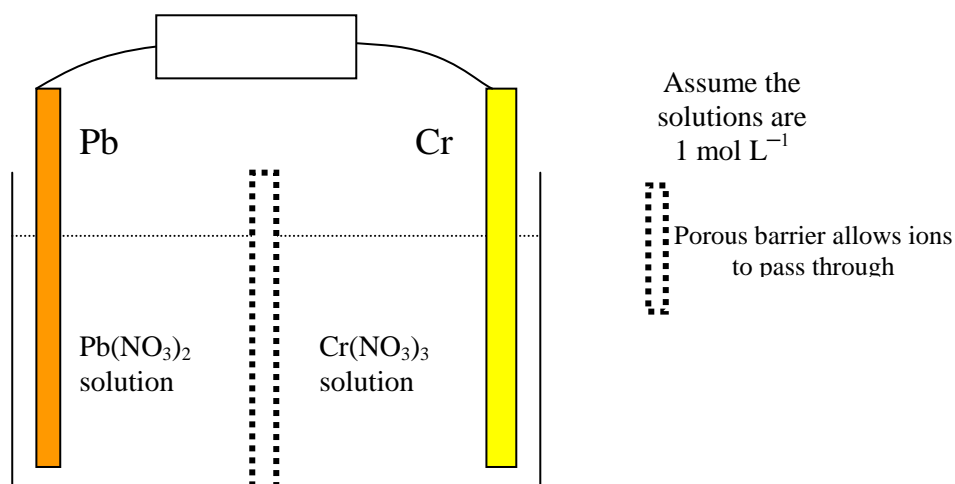 Pb
Cr
Assume the
solutions are
1 mol L⁻¹
Porous barrier allows ions
to pass through
Pb(NO₃)₂
solution
Cr(NO₃)₃
solution